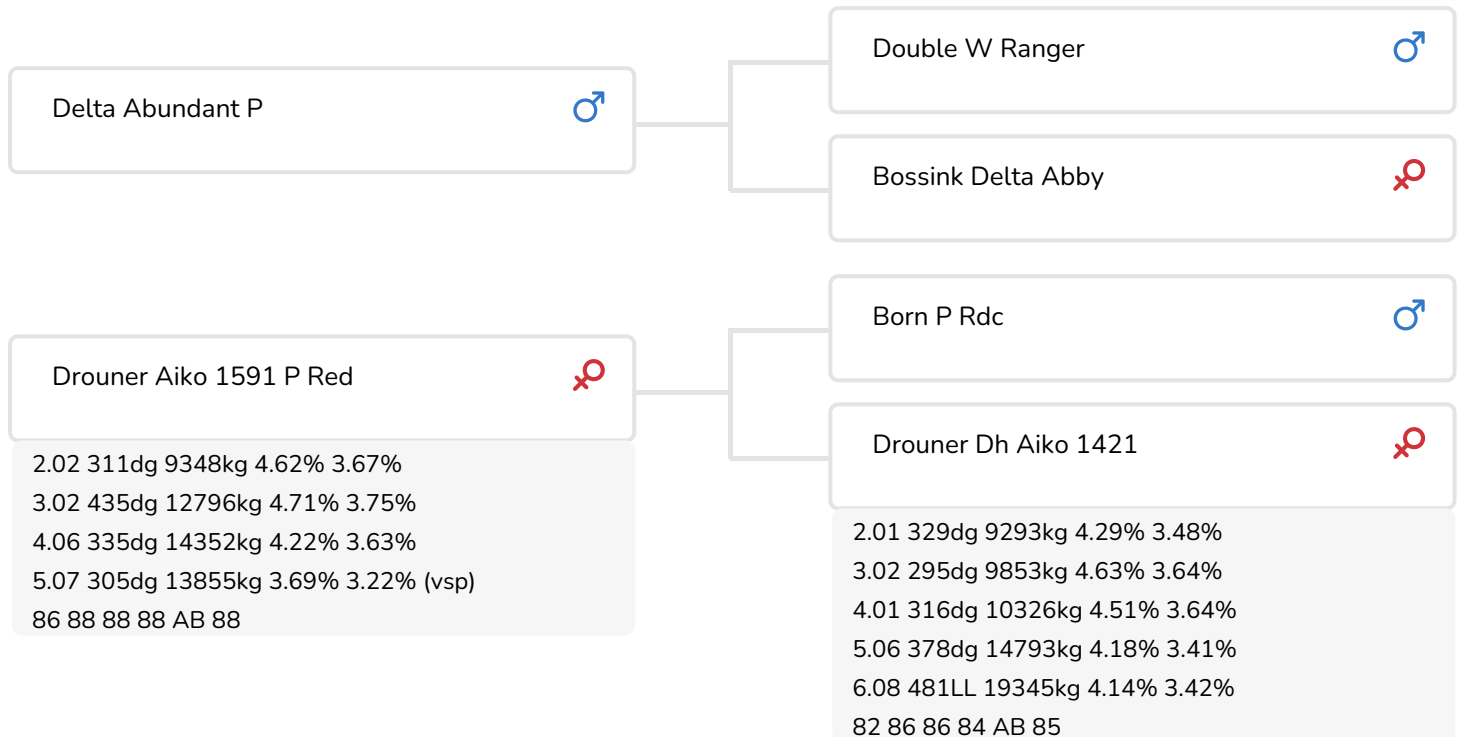 Delta Abundant P
Double W Ranger
Bossink Delta Abby
Drouner Aiko 1591 P Red
2.02 311dg 9348kg 4.62% 3.67%
3.02 435dg 12796kg 4.71% 3.75%
4.06 335dg 14352kg 4.22% 3.63%
5.07 305dg 13855kg 3.69% 3.22% (vsp)
86 88 88 88 AB 88
Born P Rdc
Drouner Dh Aiko 1421
2.01 329dg 9293kg 4.29% 3.48%
3.02 295dg 9853kg 4.63% 3.64%
4.01 316dg 10326kg 4.51% 3.64%
5.06 378dg 14793kg 4.18% 3.41%
6.08 481LL 19345kg 4.14% 3.42%
82 86 86 84 AB 85